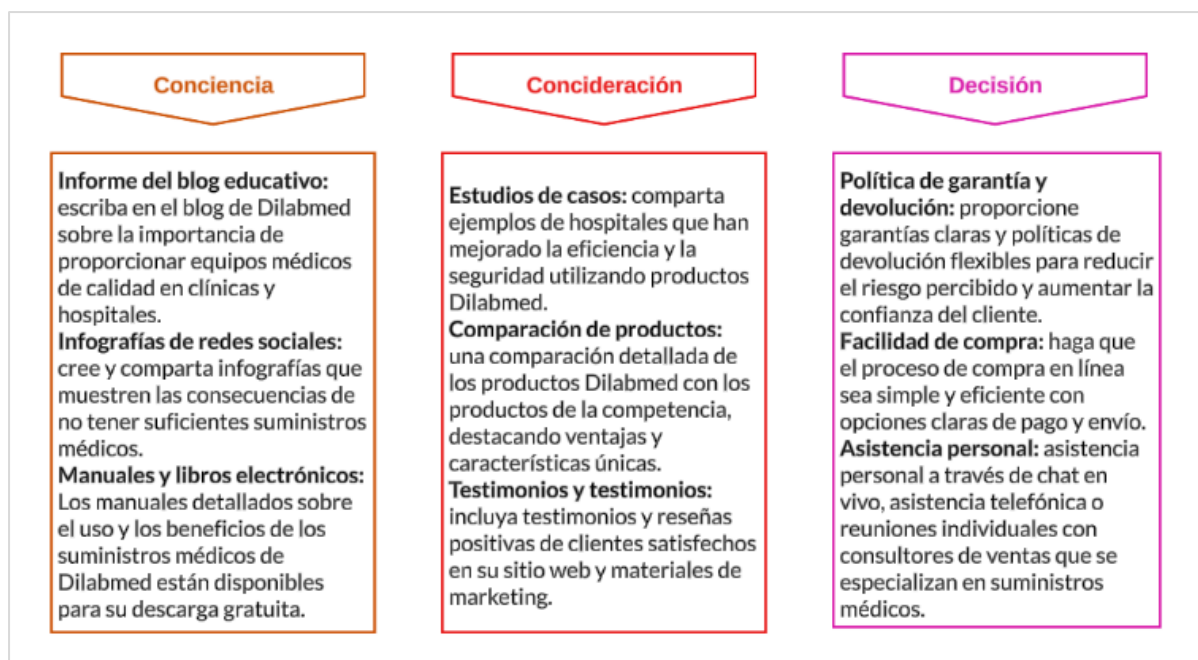 Conciencia
Informe del blog educativo:
escriba en el blog de Dilabmed
sobre la importancia de
proporcionar equipos médicos
de calidad en clínicas y
hospitales.
Infografías de redes sociales:
cree y comparta infografías que
muestren las consecuencias de
no tener suficientes suministros
médicos.
Manuales y libros electrónicos:
Los manuales detallados sobre
el uso y los beneficios de los
suministros médicos de
Dilabmed están disponibles
para su descarga gratuita.
Concideración
Estudios de casos: comparta
ejemplos de hospitales que han
mejorado la eficiencia y la
seguridad utilizando productos
Dilabmed.
Comparación de productos:
una comparación detallada de
los productos Dilabmed con los
productos de la competencia,
destacando ventajas y
características únicas.
Testimonios y testimonios:
incluya testimonios y reseñas
positivas de clientes satisfechos
en su sitio web y materiales de
marketing.
Decisión
Política de garantía y
devolución: proporcione
garantías claras y políticas de
devolución flexibles para reducir
el riesgo percibido y aumentar la
confianza del cliente.
Facilidad de compra: haga que
el proceso de compra en línea
sea simple y eficiente con
opciones claras de pago y envío.
Asistencia personal: asistencia
personal a través de chat en
vivo, asistencia telefónica o
reuniones individuales con
consultores de ventas que se
especializan en suministros
médicos.